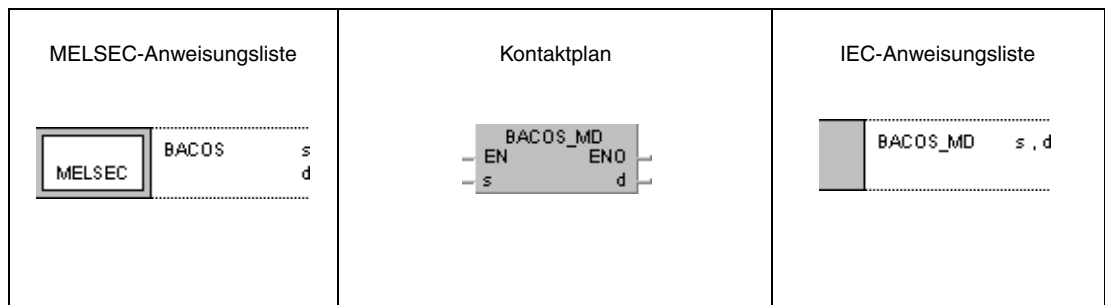 MELSEC-Anweisungsliste
MELSEC
BACOS s
d
Kontaktplan
BACOS_MD
EN ENO
s d
IEC-Anweisungsliste
BACOS_MD s , d